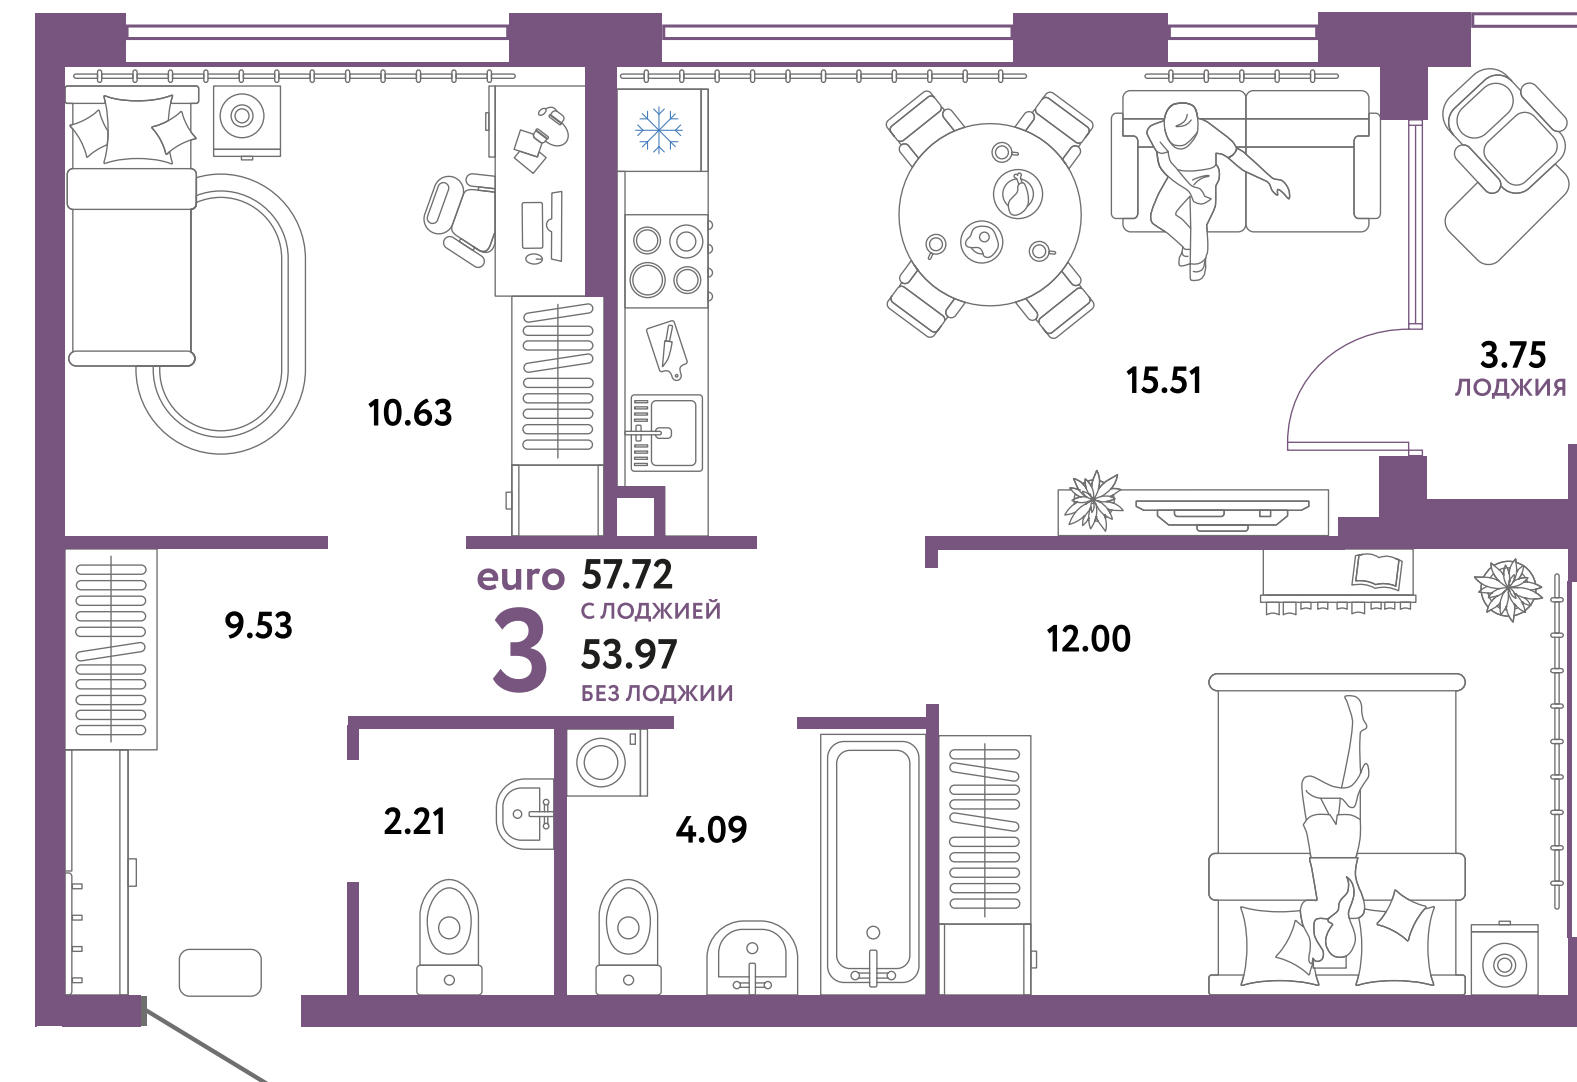 3.75
ЛОДЖИЯ
15.51
10.63
euro 57.72
С ЛОДЖИЕЙ
3
53.97
БЕЗ ЛОДЖИИ
9.53
12.00
2.21
4.09